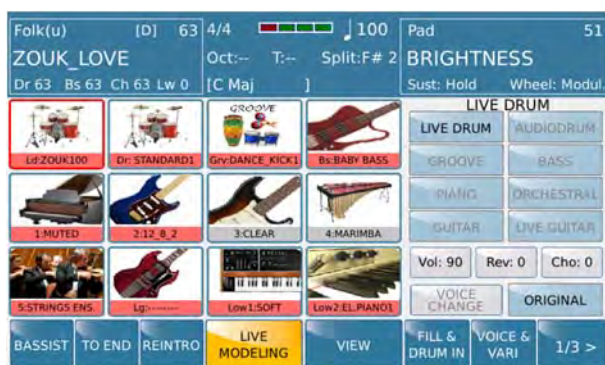 Folk(u) [D] 63 4/4 100 Pad 51
ZOUK_LOVE Oct:-- T:-- Split:F# 2 BRIGHTNESS
Dr 63 Bs 63 Ch 63 Lw 0 [C Maj ] Sust: Hold Wheel: Modul.
GROOVE LIVE DRUM
LIVE DRUM AUDIODRUM
Ld:ZOUK100 Dr: STANDARD1 Grv:DANCE_KICK1 Bs:BABY BASS
GROOVE BASS
PIANO ORCHESTRAL
GUITAR LIVE GUITAR
1:MUTED 2:12_8_2 3:CLEAR 4:MARIMBA
Vol: 90 Rev: 0 Cho: 0
VOICE CHANGE ORIGINAL
5:STRINGS ENS. Lg:------- Low1:SOFT Low2:EL.PIANO1
BASSIST TO END REINTRO LIVE MODELING VIEW FILL & DRUM IN VOICE & VARI 1/3 >